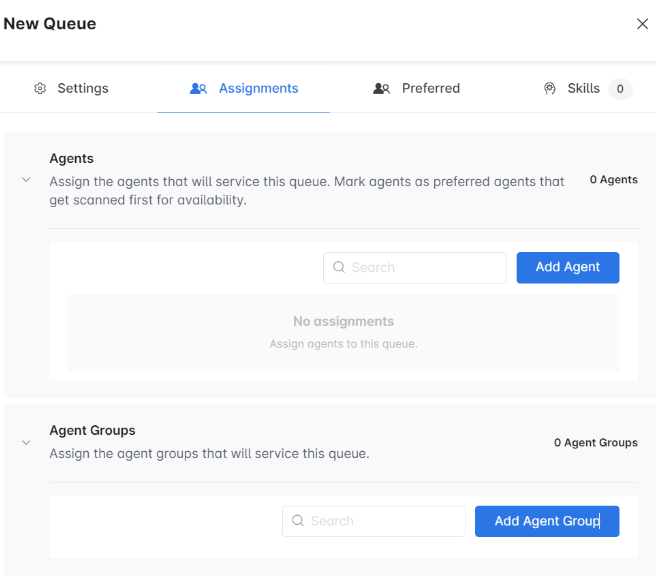 New Queue
Settings
Assignments
Preferred
Skills 0
Agents
Assign the agents that will service this queue. Mark agents as preferred agents that
get scanned first for availability.
0 Agents
Search
Add Agent
No assignments
Assign agents to this queue.
Agent Groups
Assign the agent groups that will service this queue.
0 Agent Groups
Search
Add Agent Group